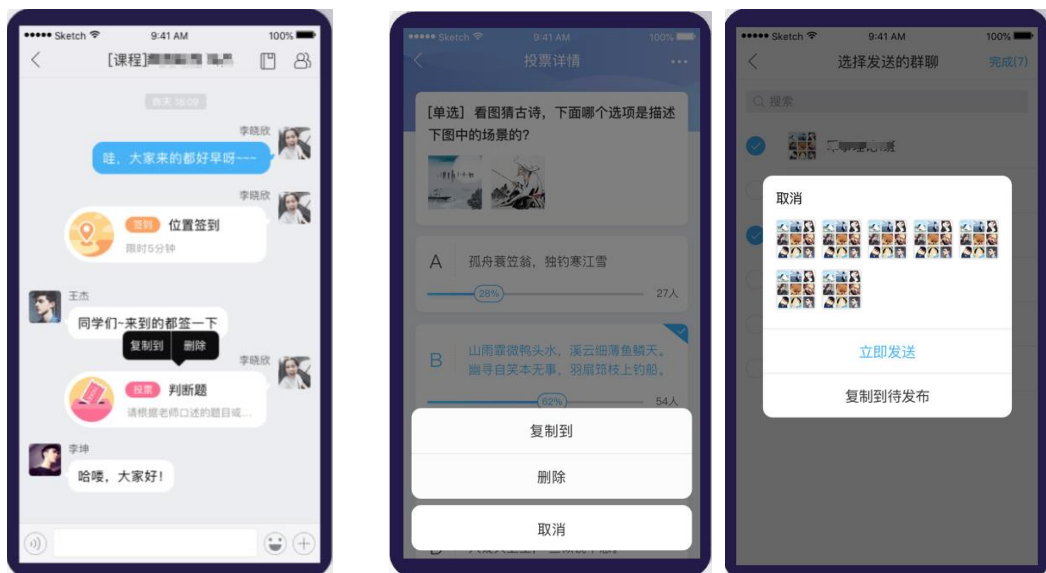 ●●●●● Sketch
9:41 AM
100%
[课程]
昨天 16:09
李晓欣
哇，大家来的都好早呀~~~
李晓欣
签到 位置签到
限时5分钟
王杰
同学们~来到的都签一下
复制到 删除
李晓欣
投票 判断题
请根据老师口述的题目或...
李坤
哈喽，大家好！
●●●●● Sketch
9:41 AM
100%
投票详情
[单选] 看图猜古诗，下面哪个选项是描述
下图中的场景的？
A 孤舟蓑笠翁，独钓寒江雪
28% 27人
B 山雨霏微鸭头水，溪云细薄鱼鳞天。
幽寻自笑本无事，羽扇筇枝上钓船。
62% 54人
复制到
删除
取消
●●●●● Sketch
9:41 AM
100%
选择发送的群聊
完成(7)
搜索
取消
立即发送
复制到待发布